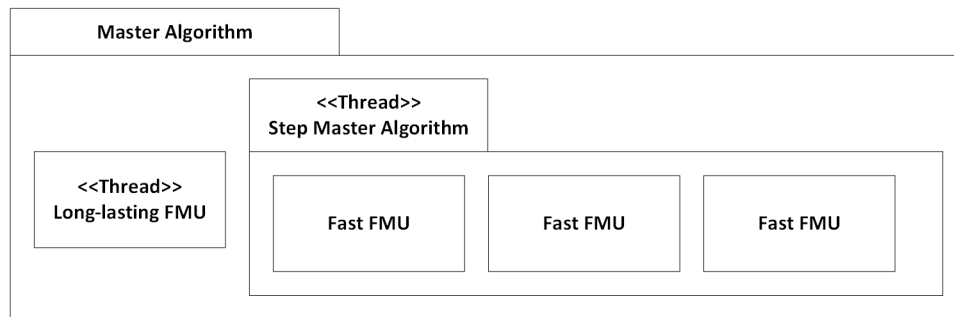 Master Algorithm
<<Thread>>
Step Master Algorithm
<<Thread>>
Long-lasting FMU
Fast FMU
Fast FMU
Fast FMU